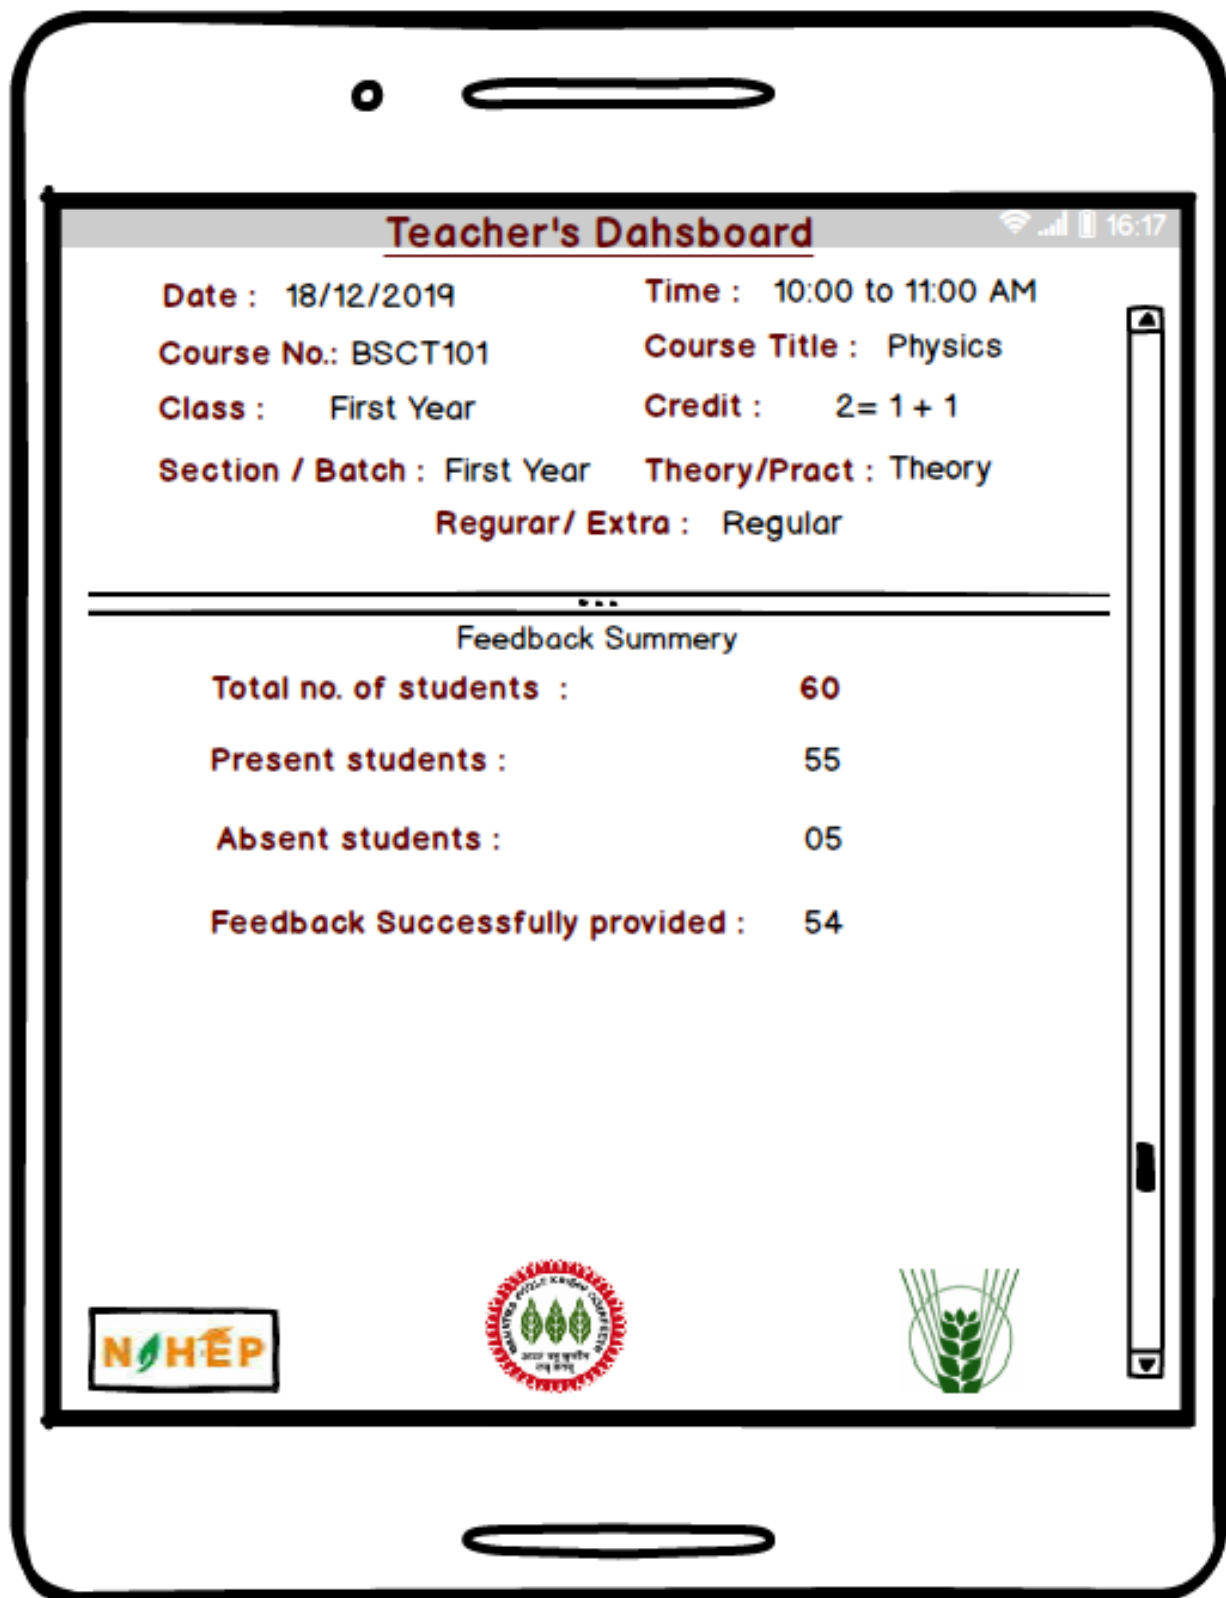 Teacher's Dahsboard
16:17
Date : 18/12/2019 Time : 10:00 to 11:00 AM
Course No.: BSCT101 Course Title : Physics
Class : First Year Credit : 2= 1 + 1
Section / Batch : First Year Theory/Pract : Theory
Regurar/ Extra : Regular
Feedback Summery
Total no. of students : 60
Present students : 55
Absent students : 05
Feedback Successfully provided : 54
NAHEP